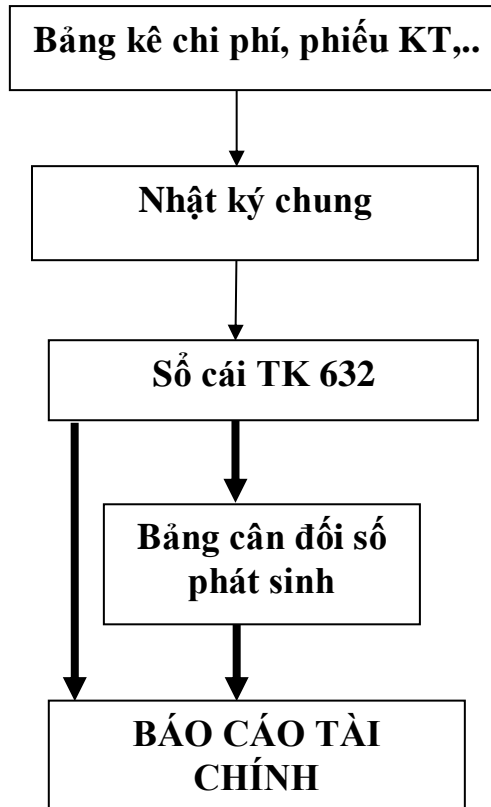 Bảng kê chi phí, phiếu KT,..
Nhật ký chung
Sổ cái TK 632
Bảng cân đối số
phát sinh
BÁO CÁO TÀI
CHÍNH